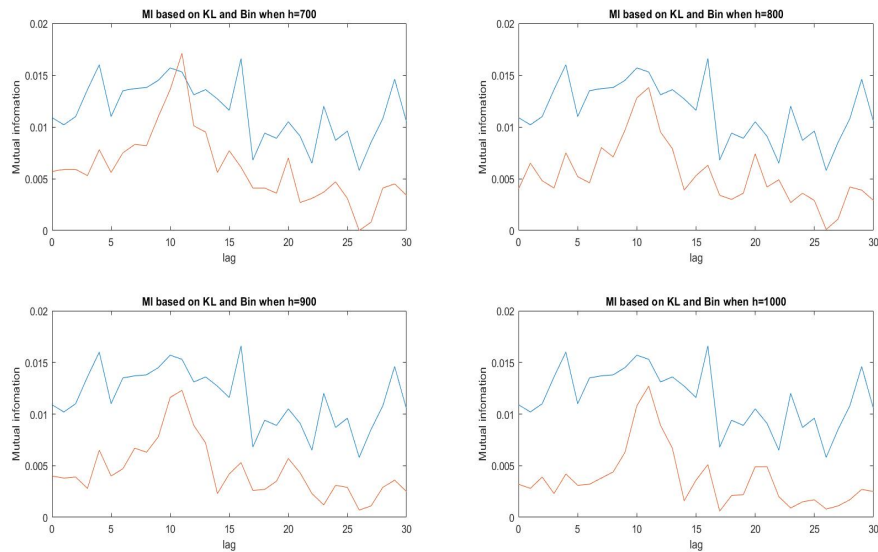 MI based on KL and Bin when h=700
0.02
0.015
0.01
0.005
0
Mutual infomation
0 5 10 15 20 25 30
lag
MI based on KL and Bin when h=800
0.02
0.015
0.01
0.005
0
Mutual infomation
0 5 10 15 20 25 30
lag
MI based on KL and Bin when h=900
0.02
0.015
0.01
0.005
0
Mutual infomation
0 5 10 15 20 25 30
lag
MI based on KL and Bin when h=1000
0.02
0.015
0.01
0.005
0
Mutual infomation
0 5 10 15 20 25 30
lag